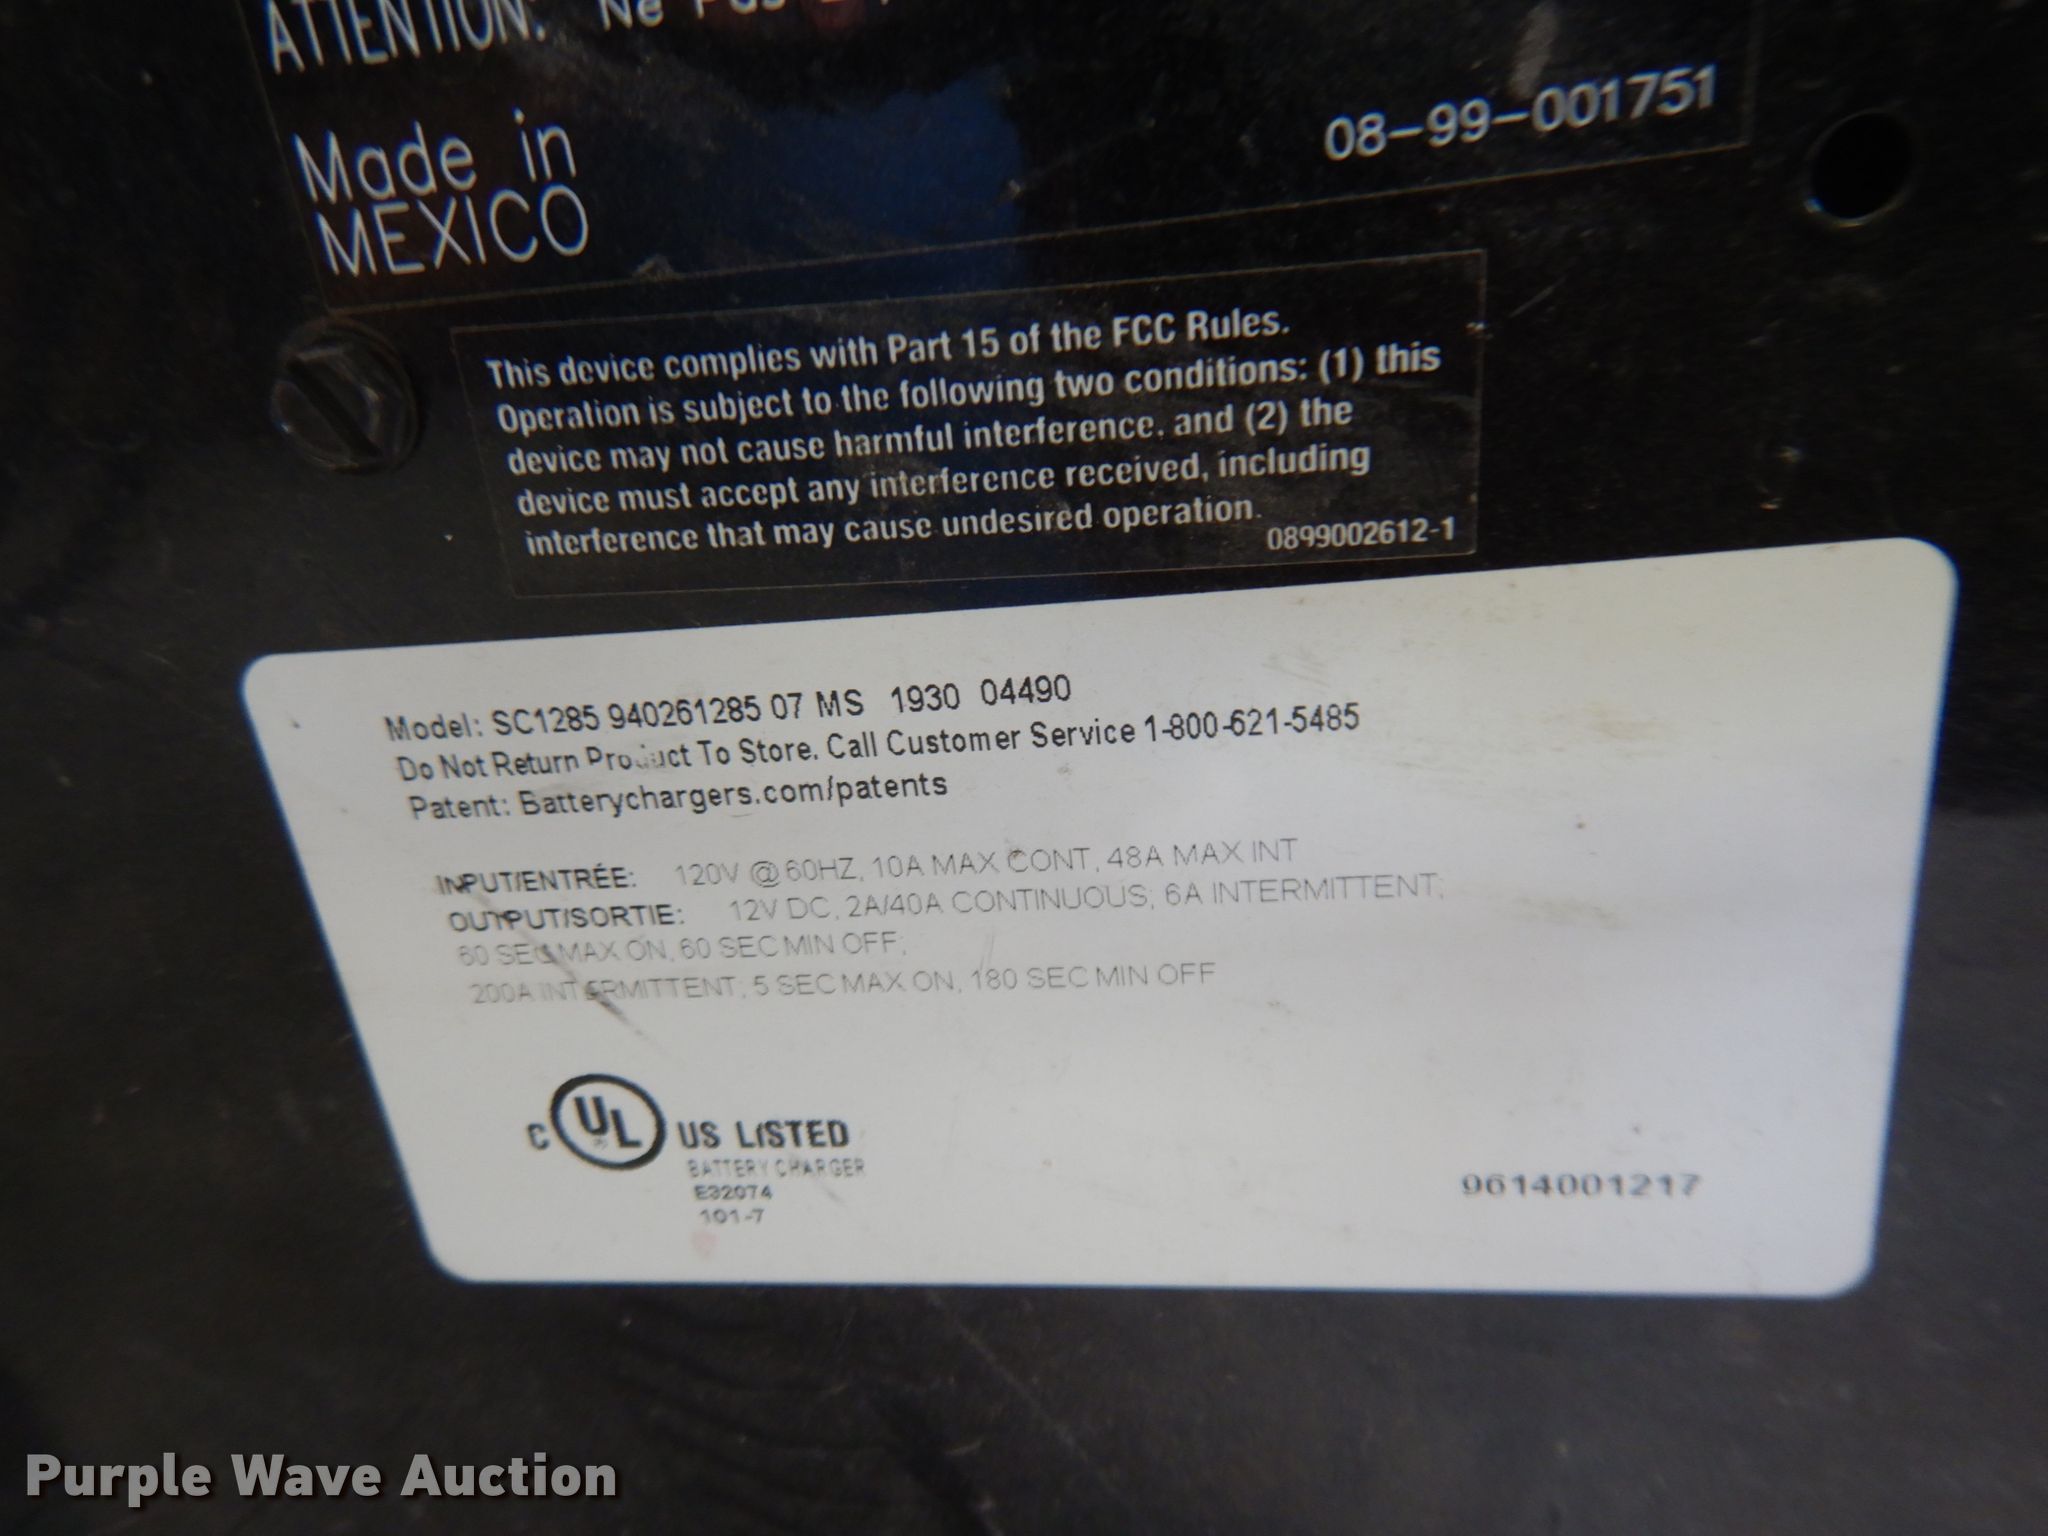 ATTENTION: Ne Pas
Made in
MEXICO
08-99-001751
This device complies with Part 15 of the FCC Rules.
Operation is subject to the following two conditions: (1) this
device may not cause harmful interference, and (2) the
device must accept any interference received, including
interference that may cause undesired operation.
0899002612-1
Model: SC1285 940261285 07 MS 1930 04490
Do Not Return Product To Store. Call Customer Service 1-800-621-5485
Patent: Batterychargers.com/patents
INPUT/ENTRÉE: 120V @ 60HZ, 10A MAX CONT, 48A MAX INT
OUTPUT/SORTIE: 12V DC, 2A/40A CONTINUOUS; 6A INTERMITTENT;
60 SEC MAX ON, 60 SEC MIN OFF;
200A INTERMITTENT; 5 SEC MAX ON, 180 SEC MIN OFF
C UL US LISTED
BATTERY CHARGER
E32074
101-7
9614001217
Purple Wave Auction